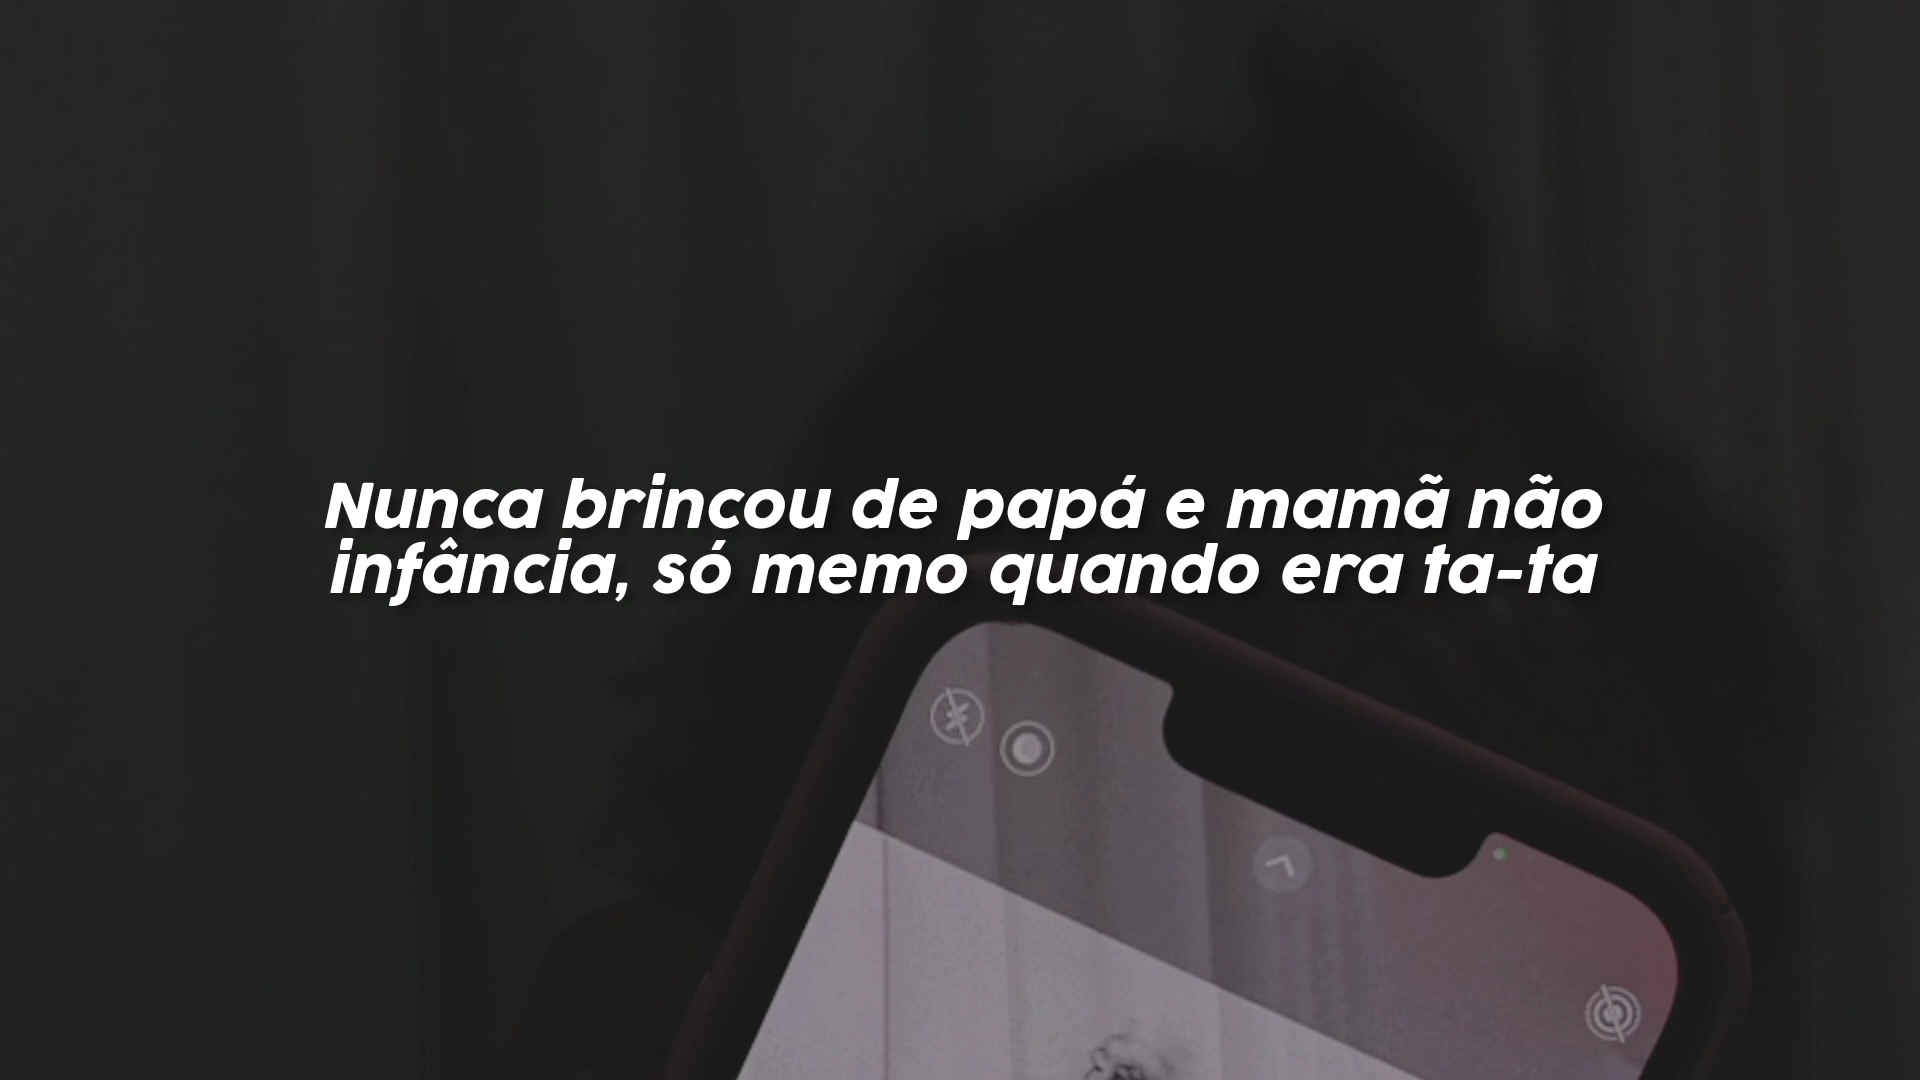 Nunca brincou de papá e mamã não
infância, só memo quando era ta-ta